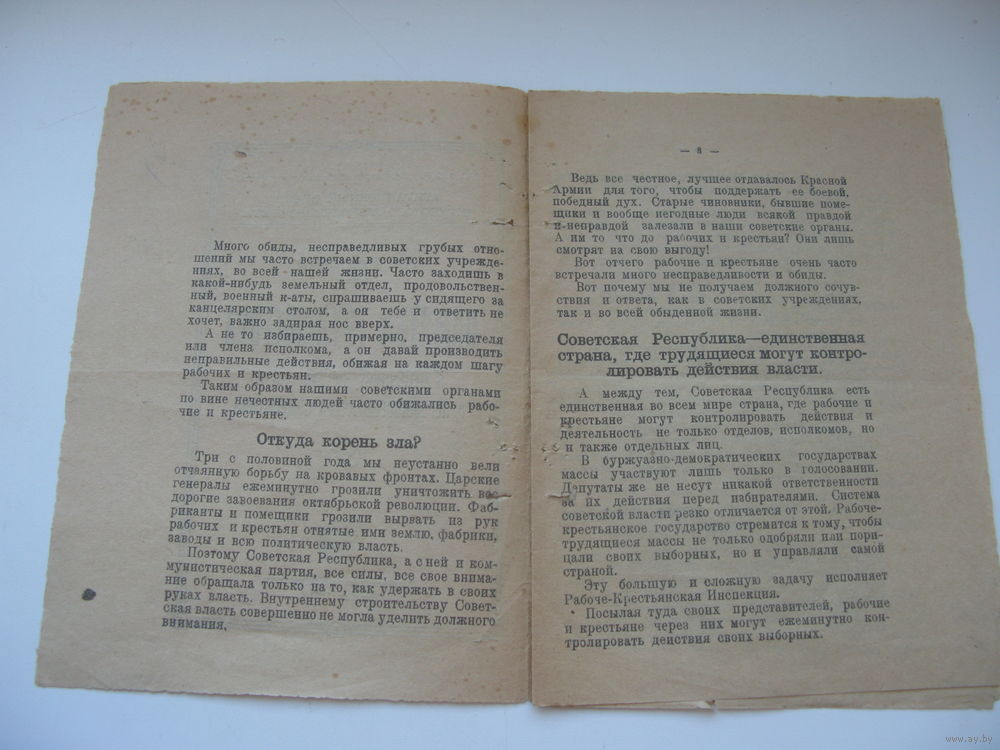 Много обиды, несправедливых грубых отно-
шений мы часто встречаем в советских учрежде-
ниях, во всей нашей жизни. Часто заходишь в
какой-нибудь земельный отдел, продовольствен-
ный, военный к-аты, спрашиваешь у сидящего за
канцелярским столом, а он тебе и ответить не
хочет, важно задирая нос вверх.
А не то избираешь, примерно, председателя
или члена исполкома, а он давай производить
неправильные действия, обижая на каждом шагу
рабочих и крестьян.
Таким образом нашими советскими органами
по вине нечестных людей часто обижались рабо-
чие и крестьяне.
Откуда корень зла?
Три с половиной года мы неустанно вели
отчаянную борьбу на кровавых фронтах. Царские
генералы ежеминутно грозили уничтожить все
дорогие завоевания октябрьской революции. Фаб-
риканты и помещики грозили вырвать из рук
рабочих и крестьян отнятые ими землю, фабрики,
заводы и всю политическую власть.
Поэтому Советская Республика, а с ней и ком-
мунистическая партия, все силы, все свое внима-
ние обращала только на то, как удержать в своих
руках власть. Внутреннему строительству Совет-
ская власть совершенно не могла уделить должного
внимания.
— 8 —
Ведь все честное, лучшее отдавалось Красной
Армии для того, чтобы поддержать ее боевой,
победный дух. Старые чиновники, бывшие поме-
щики и вообще негодные люди всякой правдой
и неправдой залезали в наши советские органы.
А им то что до рабочих и крестьян? Они лишь
смотрят на свою выгоду!
Вот отчего рабочие и крестьяне очень часто
встречали много несправедливости и обиды.
Вот почему мы не получаем должного сочув-
ствия и ответа, как в советских учреждениях,
так и во всей обыденной жизни.
Советская Республика—единственная
страна, где трудящиеся могут контро-
лировать действия власти.
А между тем, Советская Республика есть
единственная во всем мире страна, где рабочие и
крестьяне могут контролировать действия и
деятельность не только отделов, исполкомов, но
и также отдельных лиц.
В буржуазно-демократических государствах
массы участвуют лишь только в голосовании.
Депутаты же не несут никакой ответственности
за их действия перед избирателями. Система
советской власти резко отличается от этой. Рабоче-
крестьянское государство стремится к тому, чтобы
трудящиеся массы не только одобряли или пори-
цали своих выборных, но и управляли самой
страной.
Эту большую и сложную задачу исполняет
Рабоче-Крестьянская Инспекция.
Посылая туда своих представителей, рабочие
и крестьяне через них могут ежеминутно кон-
тролировать действия своих выборных.
www.ay.by